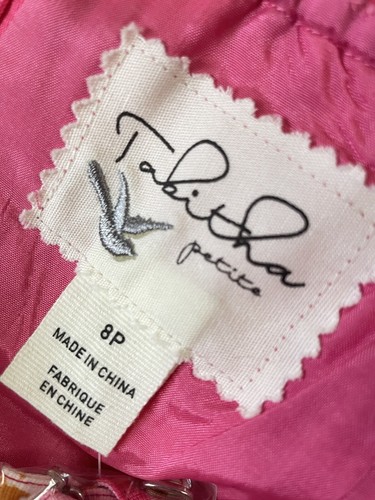 Tabitha
petite
8P
MADE IN CHINA
FABRIQUE
EN CHINE